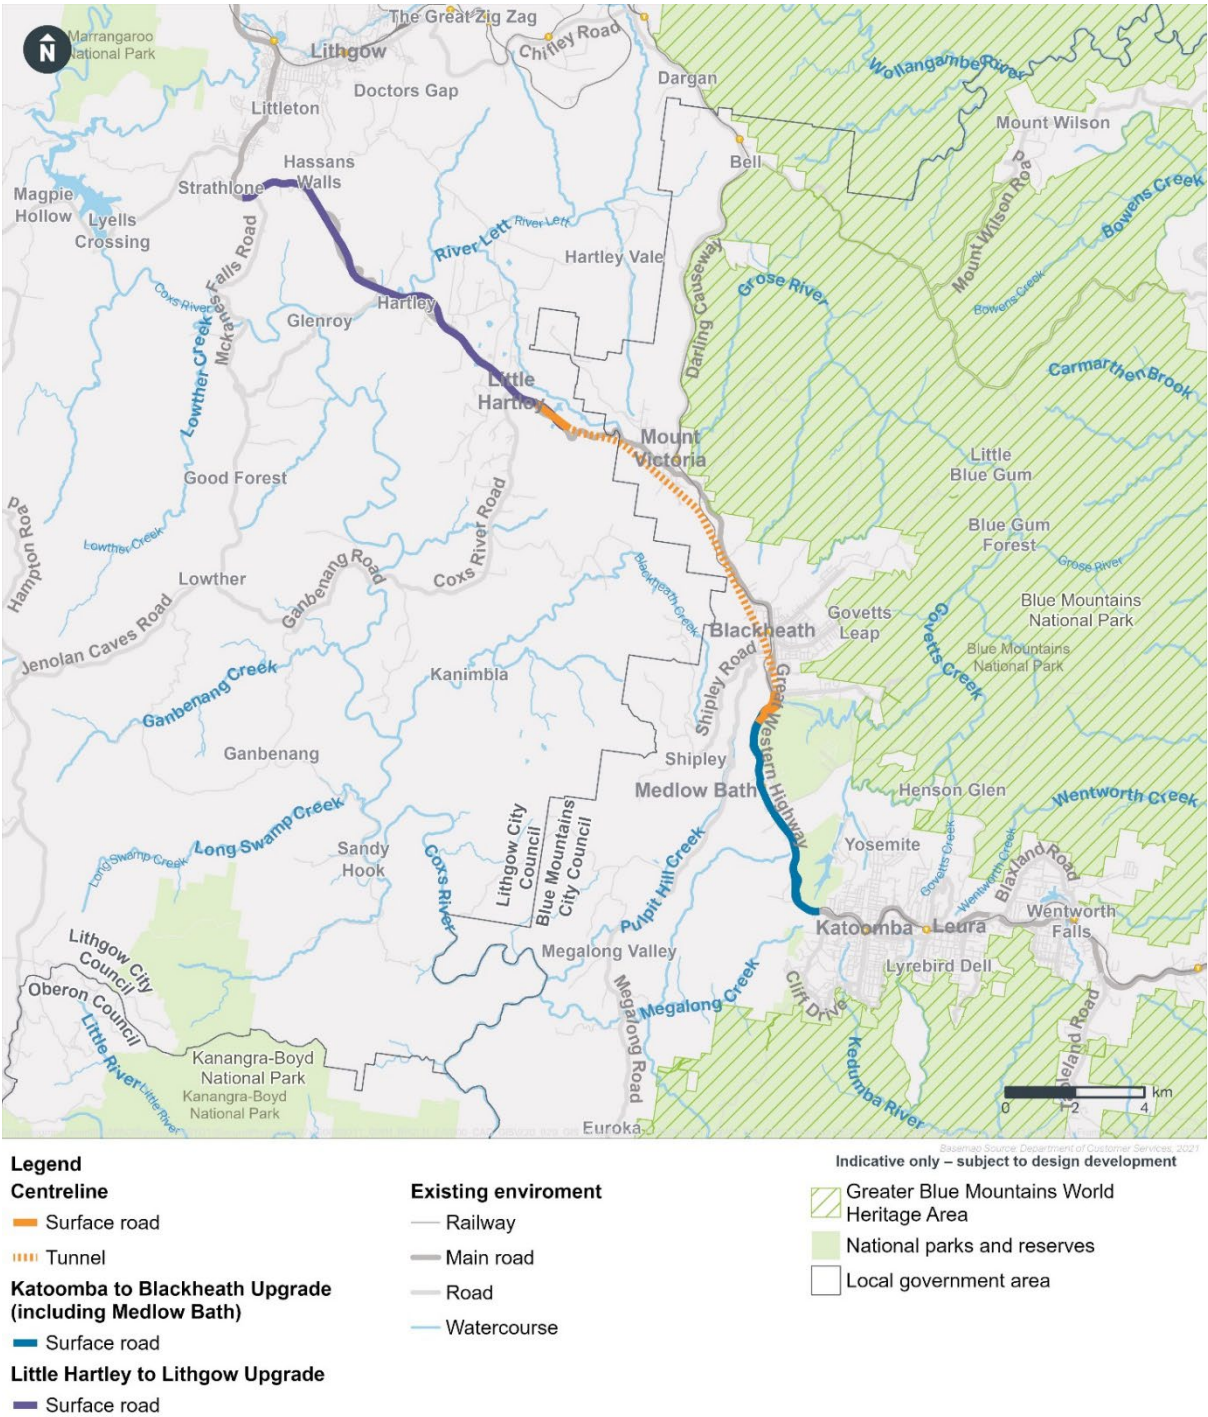 The Great Zig Zag
N
Marrangaroo
National Park
Lithgow
Chifley Road
Wollangambe River
Dargan
Doctors Gap
Littleton
Mount Wilson
Bell
Hassans
Walls
Strathlone
Magpie
Hollow
Lyells
Crossing
River Lett
River Lett
Hartley Vale
Mount Wilson Road
Bowens Creek
Bowens Creek
Mckanes Falls Road
Coxs River
Hartley
Glenroy
Grose River
Darling Causeway
Lowther Creek
Carmarthen Brook
Little
Hartley
Mount
Victoria
Little
Blue Gum
Good Forest
Hampton Road
Lowther Creek
Coxs River Road
Blue Gum
Forest
Grose River
Lowther
Ganbenang Road
Blackheath Creek
Blue Mountains
National Park
Govetts
Leap
Blackheath
Govetts Creek
Blue Mountains
National Park
Jenolan Caves Road
Kanimbla
Shipley Road
Great Western Highway
Ganbenang Creek
Ganbenang
Shipley
Medlow Bath
Henson Glen
Wentworth Creek
Long Swamp Creek
Long Swamp Creek
Sandy
Hook
Coxs River
Lithgow City
Council
Blue Mountains
City Council
Pulpit Hill Creek
Yosemite
Govetts Creek
Wentworth Creek
Blaxland Road
Wentworth
Falls
Katoomba
Leura
Lyrebird Dell
Megalong Valley
Lithgow City
Council
Oberon Council
Megalong Creek
Cliff Drive
Megalong Road
Little River
Little River
Kanangra-Boyd
National Park
Kanangra-Boyd
National Park
Kedumba River
Euroka
km
0 2 4
Basemap Source: Department of Customer Services, 2021
Indicative only – subject to design development
Legend
Centreline
Surface road
Tunnel
Katoomba to Blackheath Upgrade
(including Medlow Bath)
Surface road
Little Hartley to Lithgow Upgrade
Surface road
Existing enviroment
Railway
Main road
Road
Watercourse
Greater Blue Mountains World
Heritage Area
National parks and reserves
Local government area